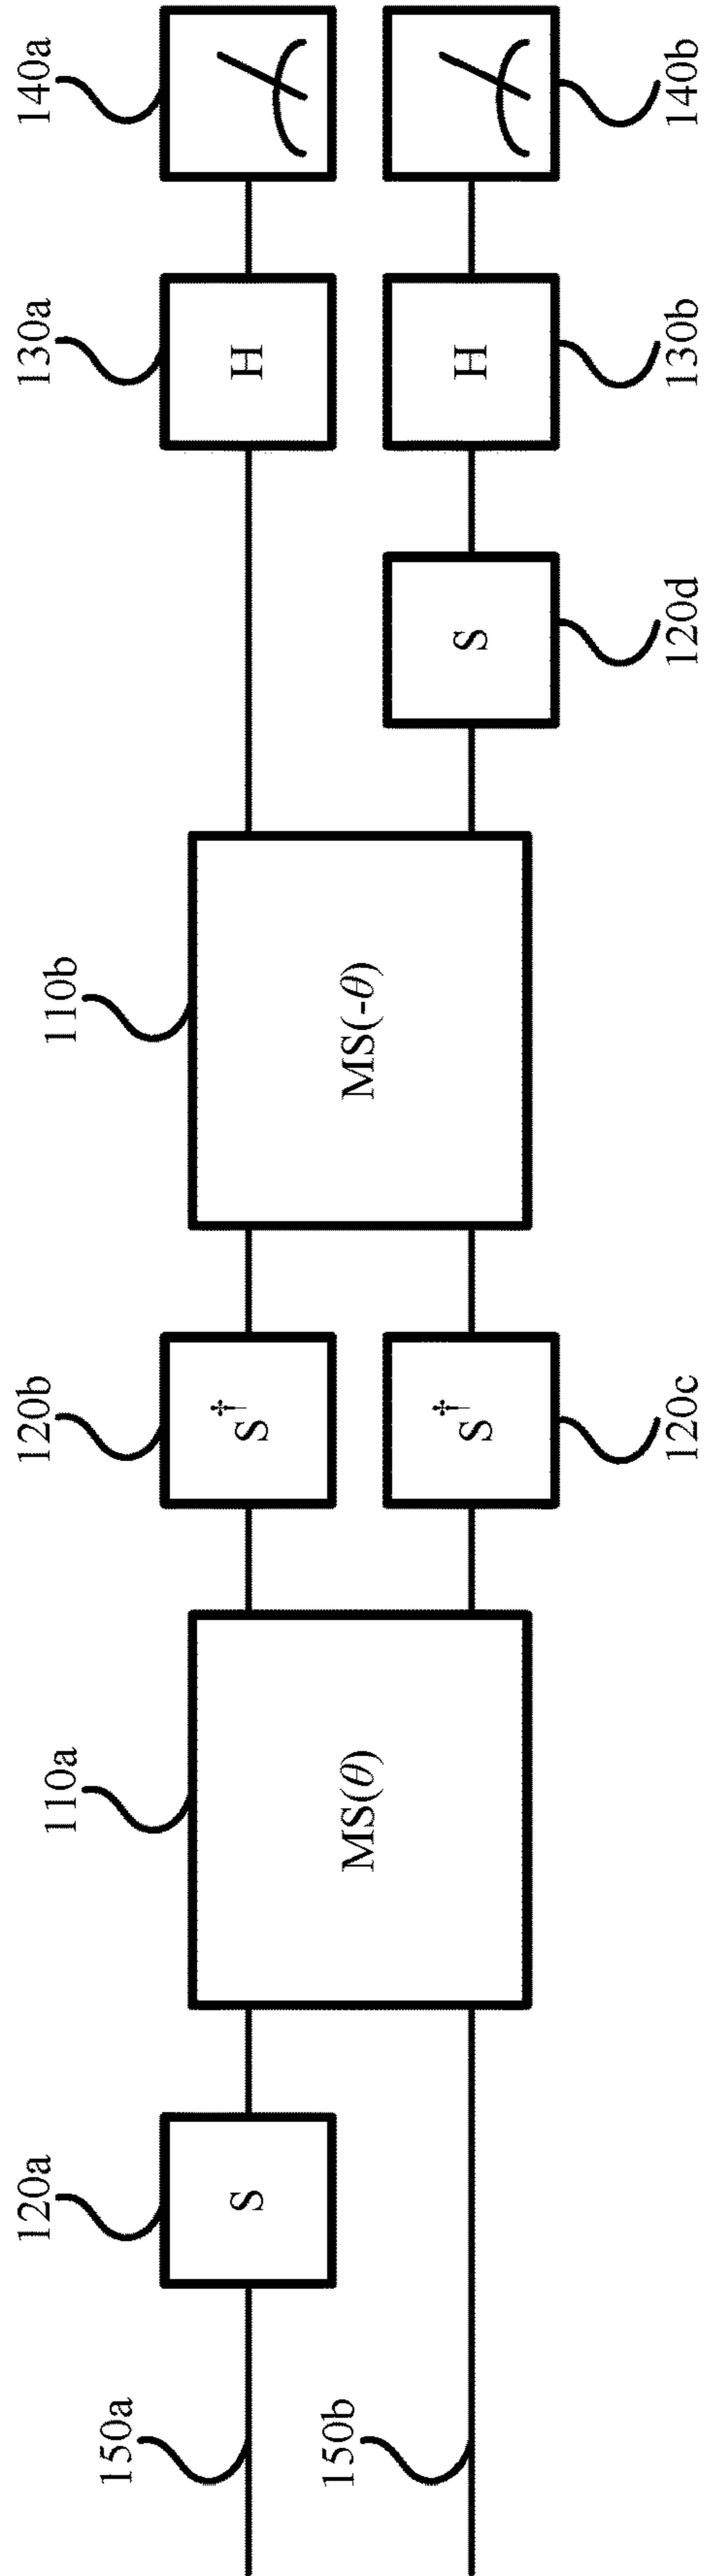 140a
140b
H
130a
H
130b
S
120d
MS(-θ)
110b
S†
120b
S†
120c
MS(θ)
110a
S
120a
150a
150b